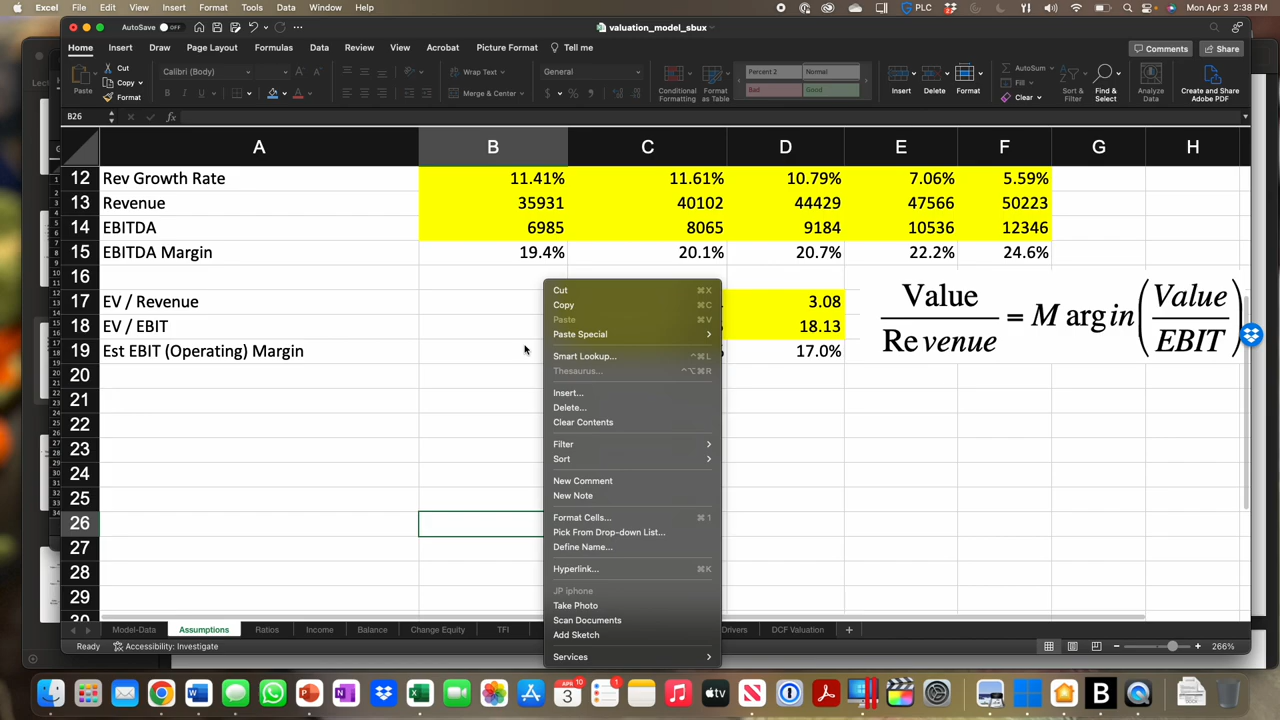 Excel File Edit View Insert Format Tools Data Window Help PLC Mon Apr 3 2:38 PM
AutoSave OFF valuation_model_sbux
Home Insert Draw Page Layout Formulas Data Review View Acrobat Picture Format Tell me Comments Share
Paste Cut Copy Format
Calibri (Body) Wrap Text General Percent 2 Normal AutoSum
B I U Merge & Center $ % Conditional Formatting Format as Table Bad Good Insert Delete Format Fill Clear Sort & Filter Find & Select Analyze Data Create and Share Adobe PDF
B26 fx
A B C D E F G H
12 Rev Growth Rate 11.41% 11.61% 10.79% 7.06% 5.59%
13 Revenue 35931 40102 44429 47566 50223
14 EBITDA 6985 8065 9184 10536 12346
15 EBITDA Margin 19.4% 20.1% 20.7% 22.2% 24.6%
16
17 EV / Revenue 3.08
18 EV / EBIT 18.13
19 Est EBIT (Operating) Margin 17.0%
Value / Revenue = Margin (Value / EBIT)
20
21
22
23
24
25
26
27
28
29
30
Cut ⌘X
Copy ⌘C
Paste ⌘V
Paste Special >
Smart Lookup... ^⌘L
Thesaurus... ^⌥⌘R
Insert...
Delete...
Clear Contents
Filter >
Sort >
New Comment
New Note
Format Cells... ⌘1
Pick From Drop-down List...
Define Name...
Hyperlink... ⌘K
JP iphone
Take Photo
Scan Documents
Add Sketch
Services >
Model-Data Assumptions Ratios Income Balance Change Equity TFI Drivers DCF Valuation +
Ready Accessibility: Investigate 266%